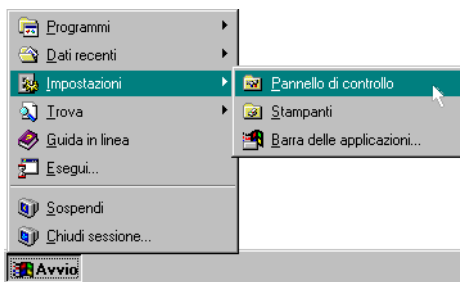 Programmi
Dati recenti
Impostazioni
Trova
Guida in linea
Esegui...
Sospendi
Chiudi sessione...
Avvio
Pannello di controllo
Stampanti
Barra delle applicazioni...